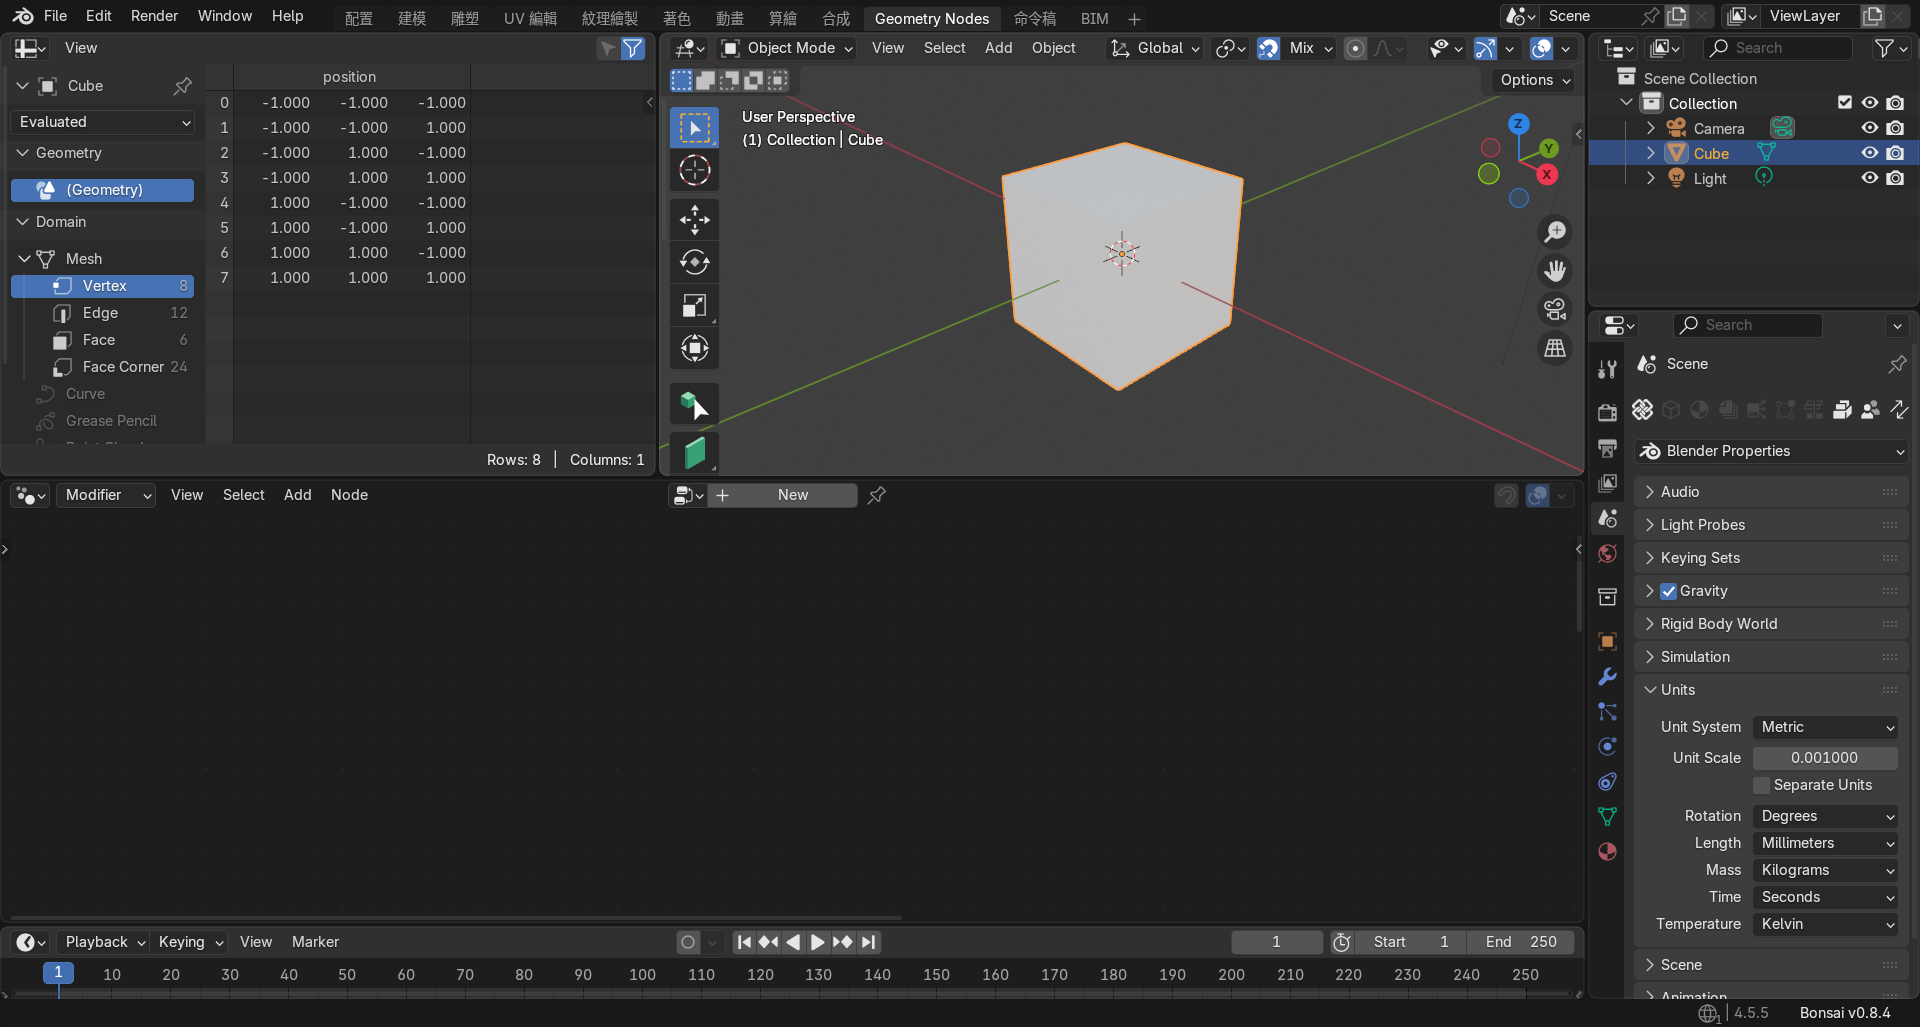 File Edit Render Window Help 配置 建模 雕塑 UV 編輯 紋理繪製 著色 動畫 算繪 合成 Geometry Nodes 命令稿 BIM + Scene ViewLayer
View
Object Mode View Select Add Object Global Mix
Search
Options
Cube
Evaluated
Geometry
(Geometry)
Domain
Mesh
Vertex 8
Edge 12
Face 6
Face Corner 24
Curve
Grease Pencil
position
0 -1.000 -1.000 -1.000
1 -1.000 -1.000 1.000
2 -1.000 1.000 -1.000
3 -1.000 1.000 1.000
4 1.000 -1.000 -1.000
5 1.000 -1.000 1.000
6 1.000 1.000 -1.000
7 1.000 1.000 1.000
Rows: 8 | Columns: 1
User Perspective
(1) Collection | Cube
Z
Y
X
Scene Collection
Collection
Camera
Cube
Light
Search
Scene
Blender Properties
Audio
Light Probes
Keying Sets
Gravity
Rigid Body World
Simulation
Units
Unit System Metric
Unit Scale 0.001000
Separate Units
Rotation Degrees
Length Millimeters
Mass Kilograms
Time Seconds
Temperature Kelvin
Scene
Animation
Modifier View Select Add Node + New
Playback Keying View Marker 1 Start 1 End 250
1 10 20 30 40 50 60 70 80 90 100 110 120 130 140 150 160 170 180 190 200 210 220 230 240 250
1 | 4.5.5 Bonsai v0.8.4